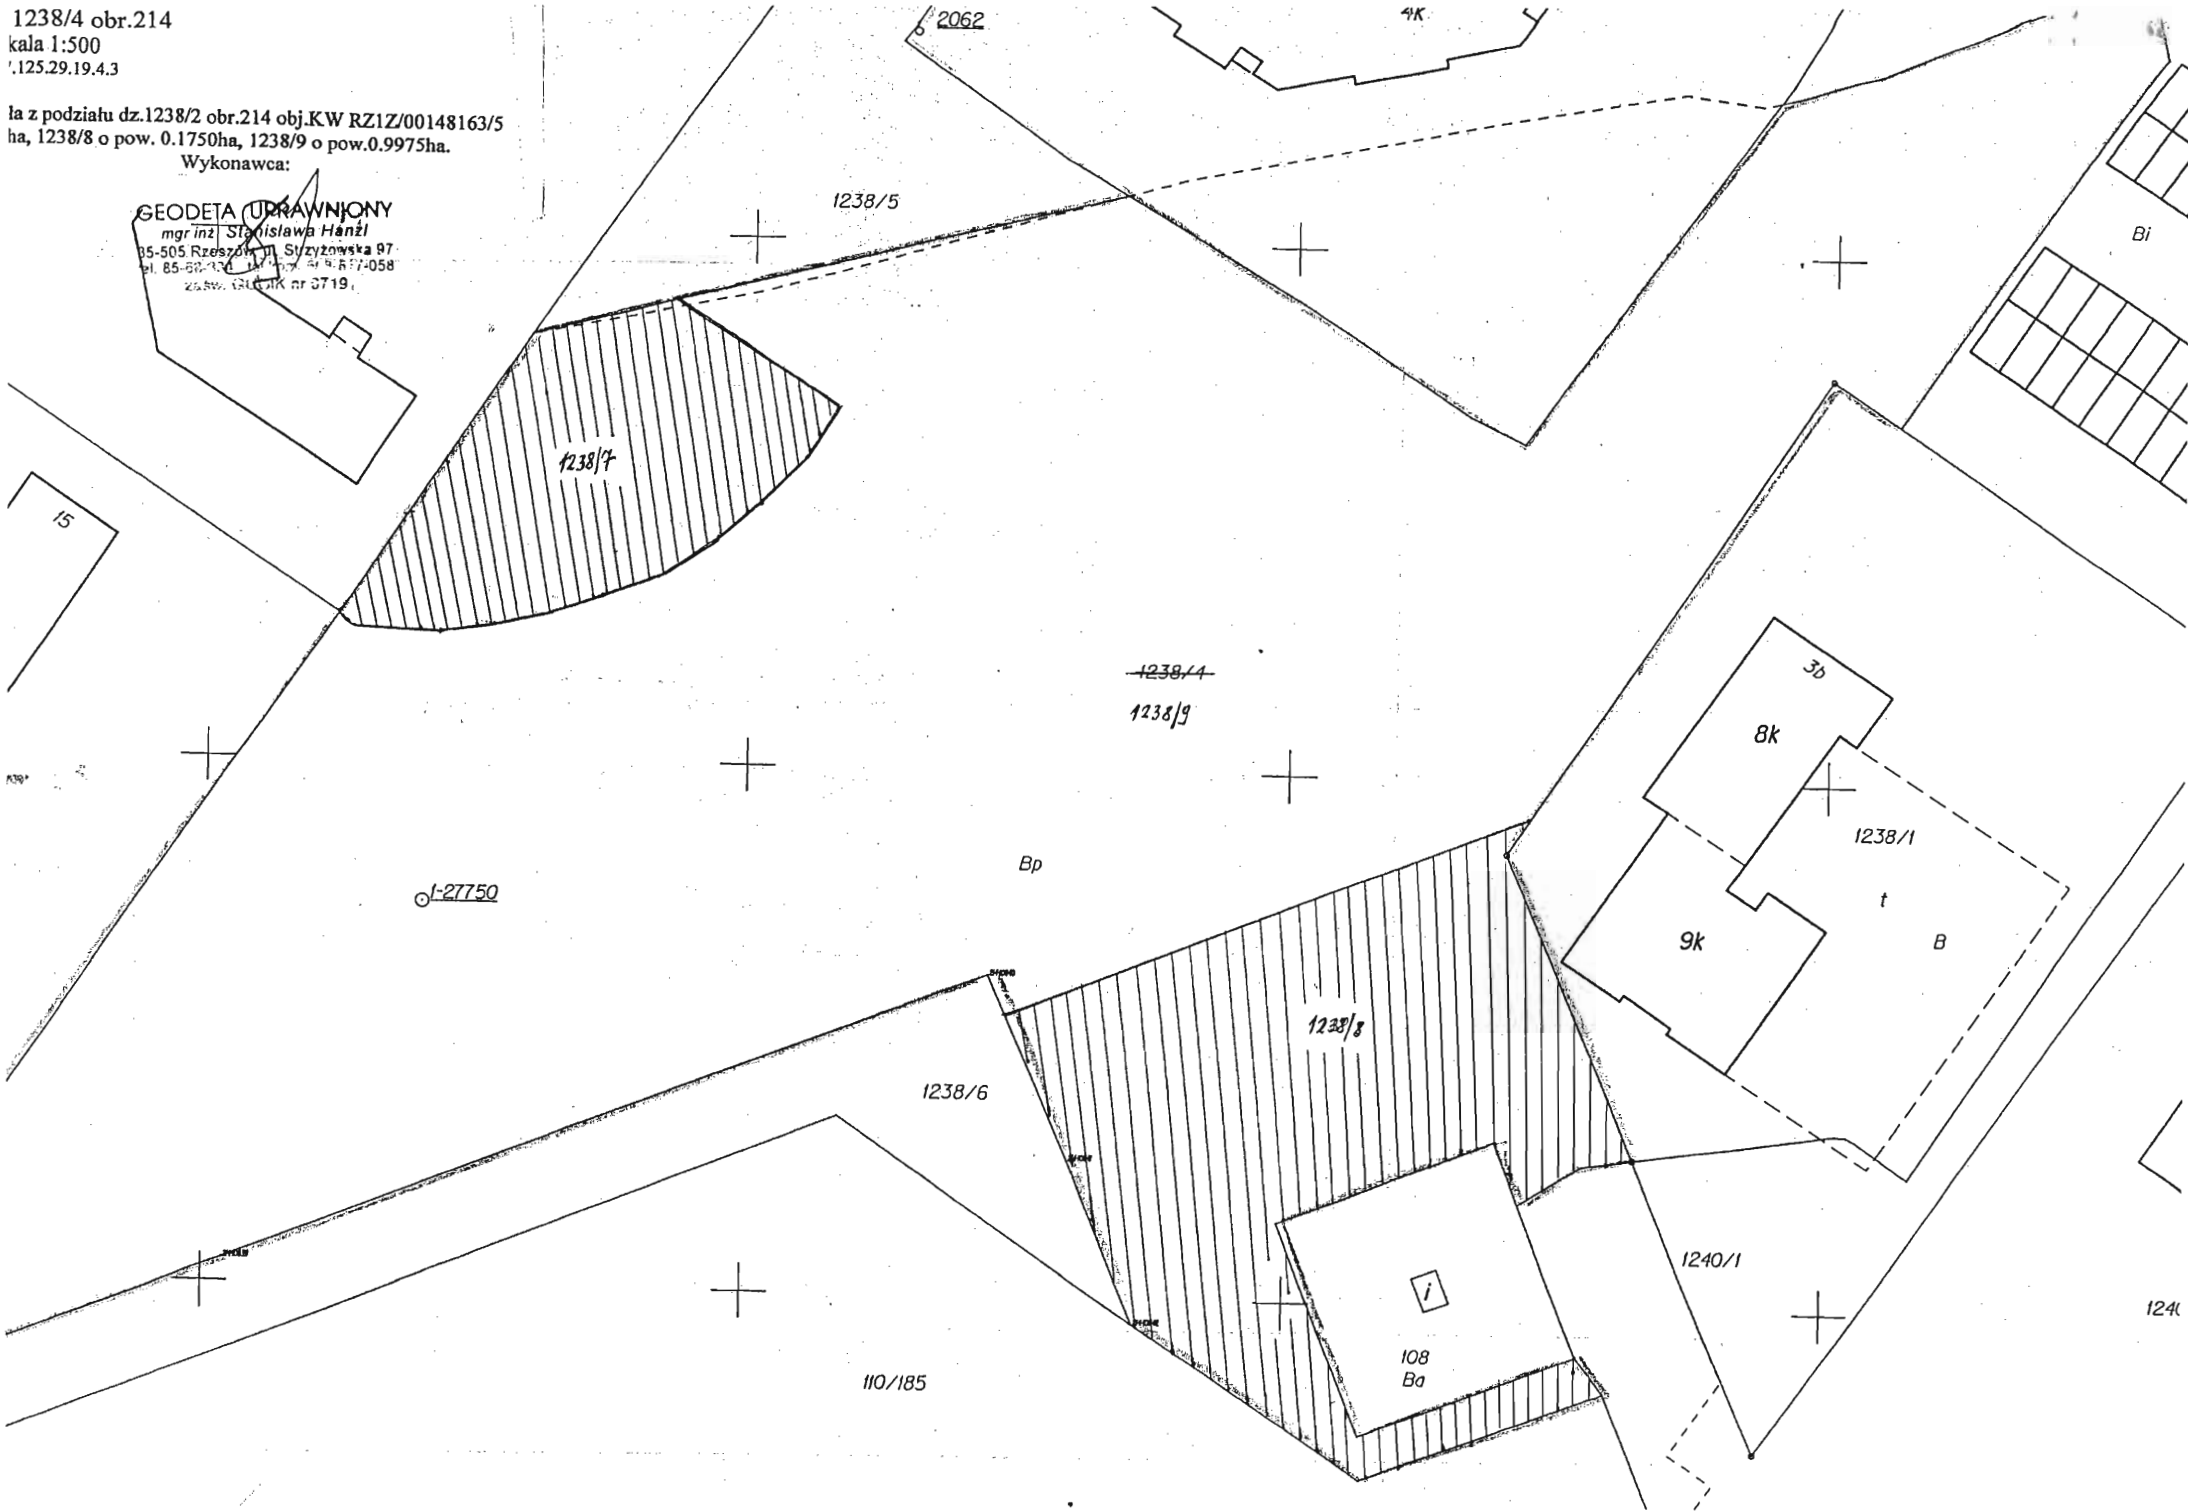 1238/4 obr.214
kala 1:500
.125.29.19.4.3
ła z podziału dz.1238/2 obr.214 obj.KW RZ1Z/00148163/5
ha, 1238/8 o pow. 0.1750ha, 1238/9 o pow.0.9975ha.
Wykonawca:
GEODETA UPRAWNIONY
mgr inż. Stanisława Hanzl
35-505 Rzeszów, ul. Strzyżowska 97
2062
4k
1238/5
Bi
1238/7
15
1238/4
1238/9
3b
8k
1238/1
Bp
1-27750
t
9k
B
1238/8
1238/6
1240/1
i
124
108
Ba
110/185